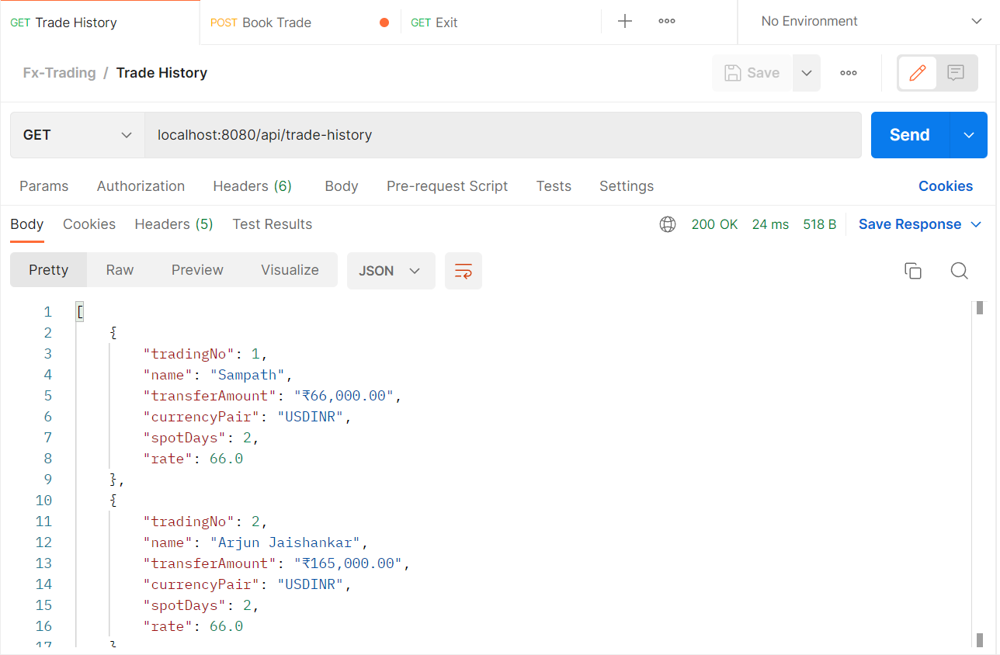 GET Trade History POST Book Trade GET Exit No Environment
Fx-Trading / Trade History Save
GET localhost:8080/api/trade-history Send
Params Authorization Headers (6) Body Pre-request Script Tests Settings Cookies
Body Cookies Headers (5) Test Results 200 OK 24 ms 518 B Save Response
Pretty Raw Preview Visualize JSON
1 [
2 {
3 "tradingNo": 1,
4 "name": "Sampath",
5 "transferAmount": "₹66,000.00",
6 "currencyPair": "USDINR",
7 "spotDays": 2,
8 "rate": 66.0
9 },
10 {
11 "tradingNo": 2,
12 "name": "Arjun Jaishankar",
13 "transferAmount": "₹165,000.00",
14 "currencyPair": "USDINR",
15 "spotDays": 2,
16 "rate": 66.0
17 }